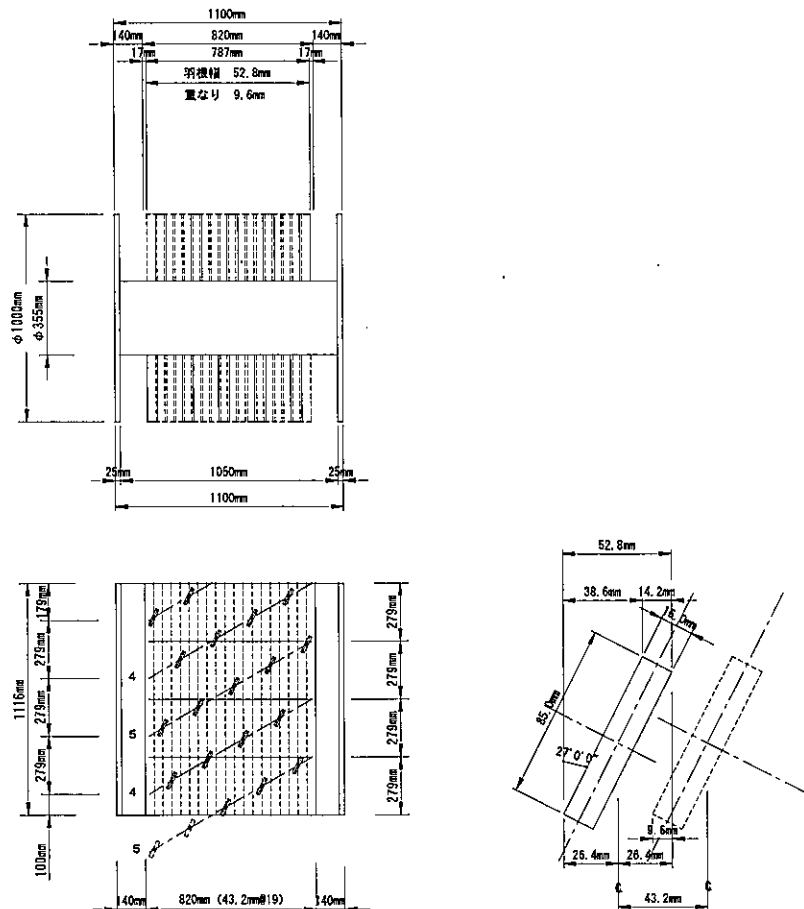 1100mm
140mm 820mm 140mm
17mm 787mm 17mm
羽根幅 52.8mm
重なり 9.6mm
φ1000mm
φ355mm
25mm 1050mm 25mm
1100mm
179mm
279mm
279mm
279mm
100mm
1116mm
4
5
4
5
279mm
279mm
279mm
279mm
140mm 820mm (43.2mm@19) 140mm
52.8mm
38.6mm 14.2mm
16.0mm
85.0mm
27°0'0"
9.6mm
26.4mm 26.4mm
43.2mm